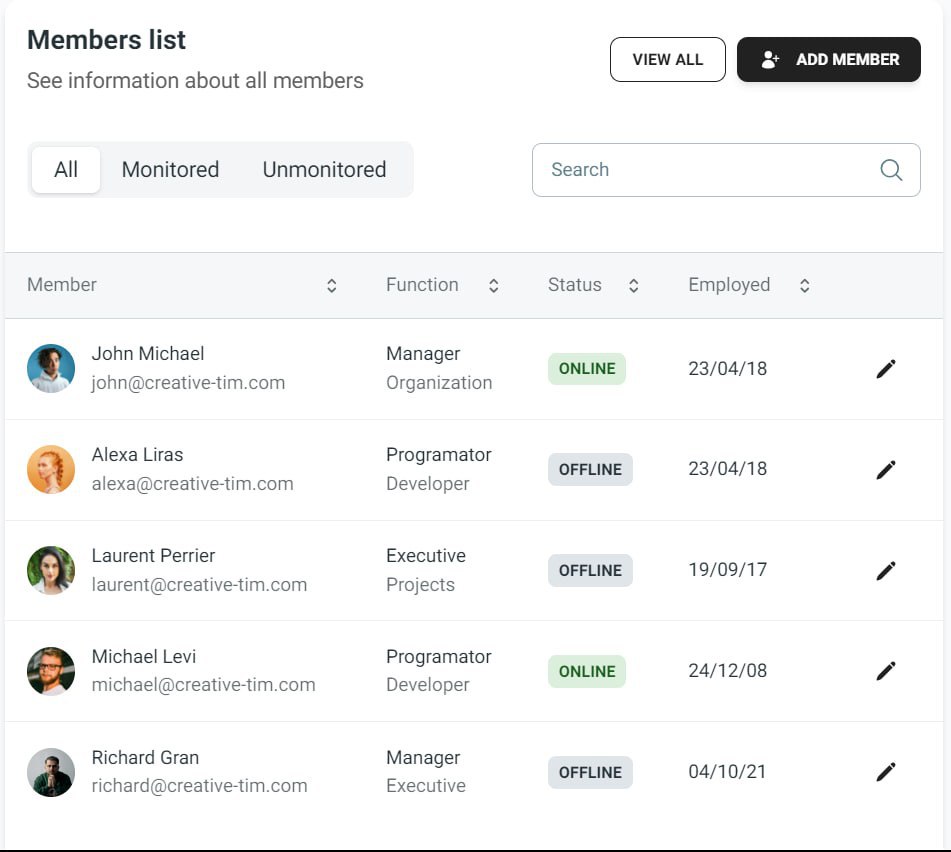 Members list
See information about all members
VIEW ALL
ADD MEMBER
All Monitored Unmonitored
Search
Member Function Status Employed
John Michael
john@creative-tim.com
Manager
Organization
ONLINE
23/04/18
Alexa Liras
alexa@creative-tim.com
Programator
Developer
OFFLINE
23/04/18
Laurent Perrier
laurent@creative-tim.com
Executive
Projects
OFFLINE
19/09/17
Michael Levi
michael@creative-tim.com
Programator
Developer
ONLINE
24/12/08
Richard Gran
richard@creative-tim.com
Manager
Executive
OFFLINE
04/10/21